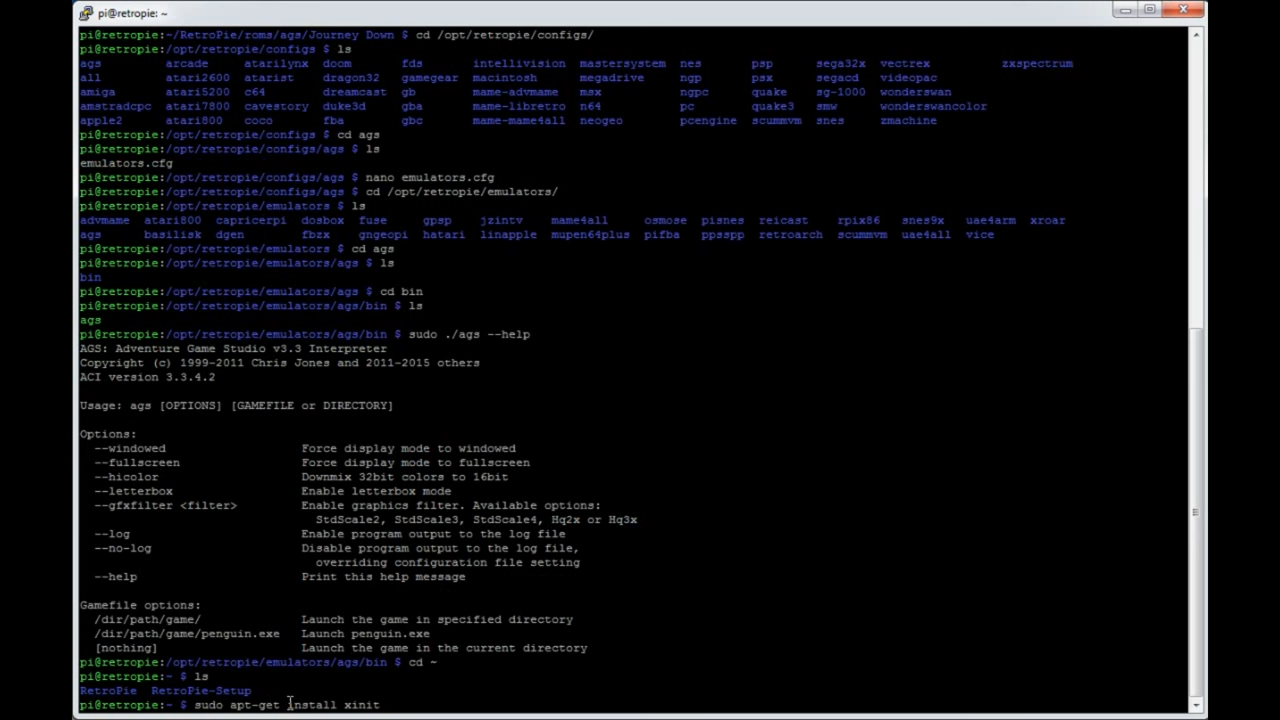 pi@retropie: ~
pi@retropie:~/RetroPie/roms/ags/Journey Down $ cd /opt/retropie/configs/
pi@retropie:/opt/retropie/configs $ ls
ags arcade atarilynx doom fds intellivision mastersystem nes psp sega32x vectrex zxspectrum
all atari2600 atarist dragon32 gamegear macintosh megadrive ngp psx segacd videopac
amiga atari5200 c64 dreamcast gb mame-advmame msx ngpc quake sg-1000 wonderswan
amstradcpc atari7800 cavestory duke3d gba mame-libretro n64 pc quake3 smw wonderswancolor
apple2 atari800 coco fba gbc mame-mame4all neogeo pcengine scummvm snes zmachine
pi@retropie:/opt/retropie/configs $ cd ags
pi@retropie:/opt/retropie/configs/ags $ ls
emulators.cfg
pi@retropie:/opt/retropie/configs/ags $ nano emulators.cfg
pi@retropie:/opt/retropie/configs/ags $ cd /opt/retropie/emulators/
pi@retropie:/opt/retropie/emulators $ ls
advmame atari800 capricerpi dosbox fuse gpsp jzintv mame4all osmose pisnes reicast rpix86 snes9x uae4arm xroar
ags basilisk dgen fbzx gngeopi hatari linapple mupen64plus pifba ppsspp retroarch scummvm uae4all vice
pi@retropie:/opt/retropie/emulators $ cd ags
pi@retropie:/opt/retropie/emulators/ags $ ls
bin
pi@retropie:/opt/retropie/emulators/ags $ cd bin
pi@retropie:/opt/retropie/emulators/ags/bin $ ls
ags
pi@retropie:/opt/retropie/emulators/ags/bin $ sudo ./ags --help
AGS: Adventure Game Studio v3.3 Interpreter
Copyright (c) 1999-2011 Chris Jones and 2011-2015 others
ACI version 3.3.4.2
Usage: ags [OPTIONS] [GAMEFILE or DIRECTORY]
Options:
--windowed Force display mode to windowed
--fullscreen Force display mode to fullscreen
--hicolor Downmix 32bit colors to 16bit
--letterbox Enable letterbox mode
--gfxfilter <filter> Enable graphics filter. Available options:
StdScale2, StdScale3, StdScale4, Hq2x or Hq3x
--log Enable program output to the log file
--no-log Disable program output to the log file,
overriding configuration file setting
--help Print this help message
Gamefile options:
/dir/path/game/ Launch the game in specified directory
/dir/path/game/penguin.exe Launch penguin.exe
[nothing] Launch the game in the current directory
pi@retropie:/opt/retropie/emulators/ags/bin $ cd ~
pi@retropie:~ $ ls
RetroPie RetroPie-Setup
pi@retropie:~ $ sudo apt-get install xinit